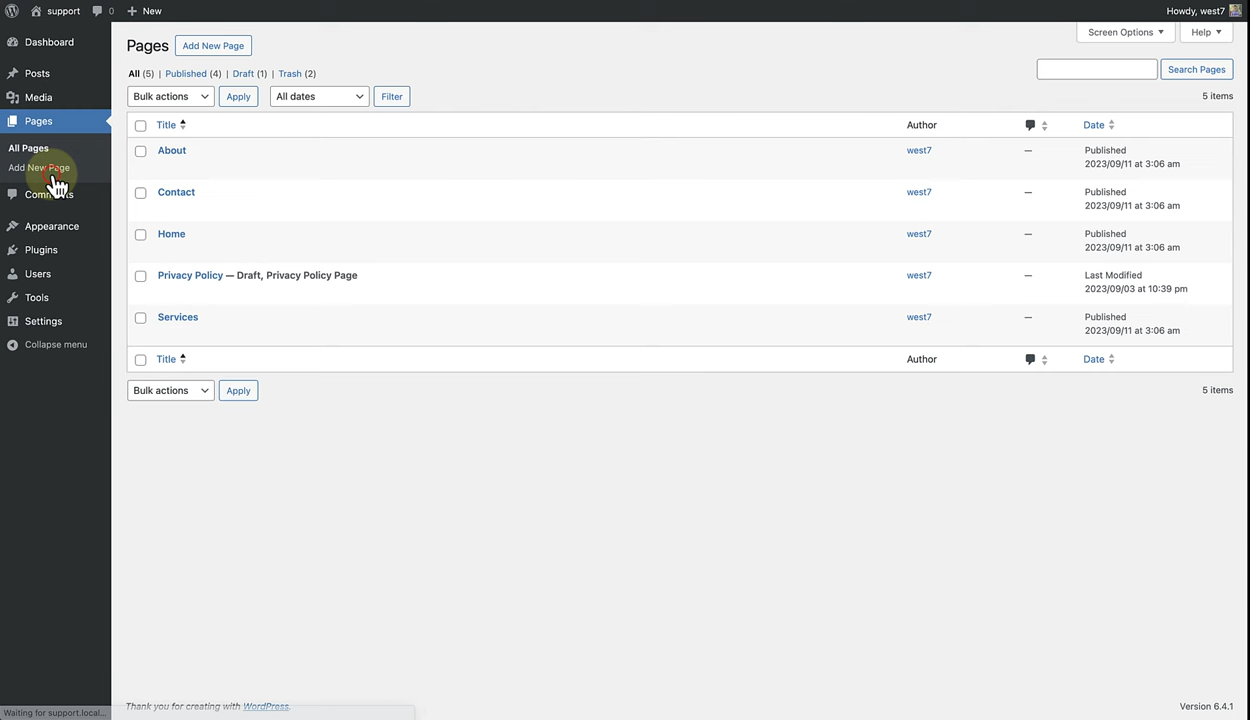 support 0 New Howdy, west7
Screen Options Help
Dashboard
Posts
Media
Pages
All Pages
Add New Page
Comments
Appearance
Plugins
Users
Tools
Settings
Collapse menu
Pages Add New Page
All (5) | Published (4) | Draft (1) | Trash (2)
Search Pages
Bulk actions Apply All dates Filter 5 items
Title Author Date
About west7 — Published
2023/09/11 at 3:06 am
Contact west7 — Published
2023/09/11 at 3:06 am
Home west7 — Published
2023/09/11 at 3:06 am
Privacy Policy — Draft, Privacy Policy Page west7 — Last Modified
2023/09/03 at 10:39 pm
Services west7 — Published
2023/09/11 at 3:06 am
Title Author Date
Bulk actions Apply 5 items
Thank you for creating with WordPress. Version 6.4.1
Waiting for support.local...